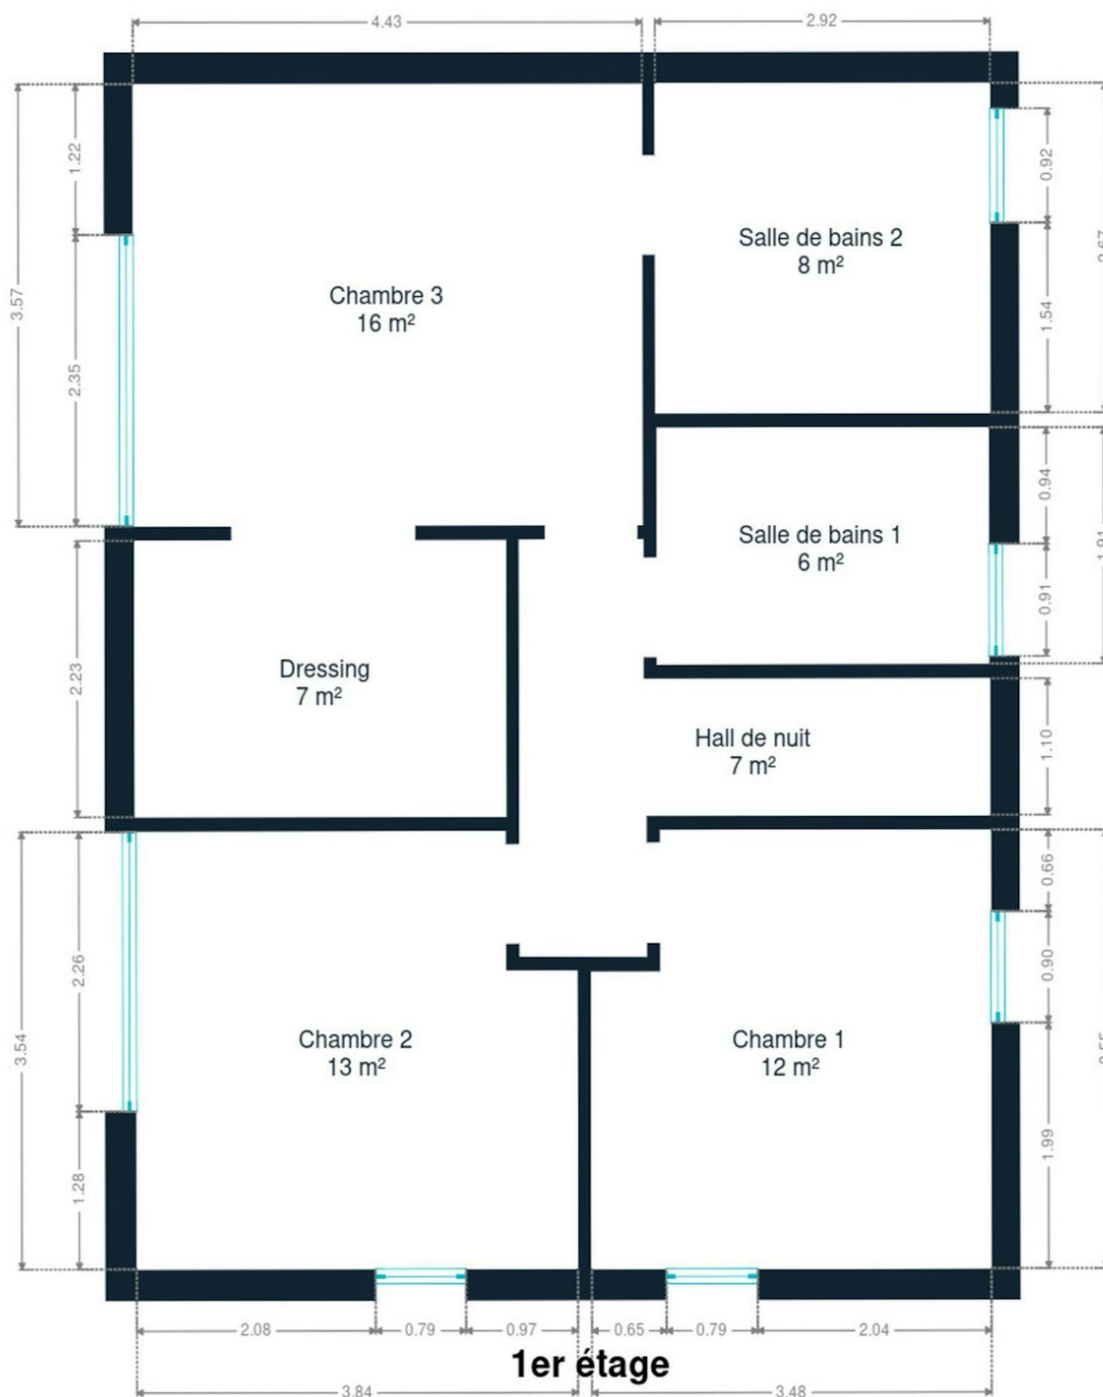 4.43
2.92
1.22
0.92
Salle de bains 2
8 m²
Chambre 3
16 m²
3.57
1.54
2.35
0.94
Salle de bains 1
6 m²
0.91
Dressing
7 m²
2.23
Hall de nuit
7 m²
1.10
0.66
2.26
0.90
Chambre 2
13 m²
Chambre 1
12 m²
3.54
1.99
1.28
2.08
0.79
0.97
0.65
0.79
2.04
1er étage
3.84
3.48